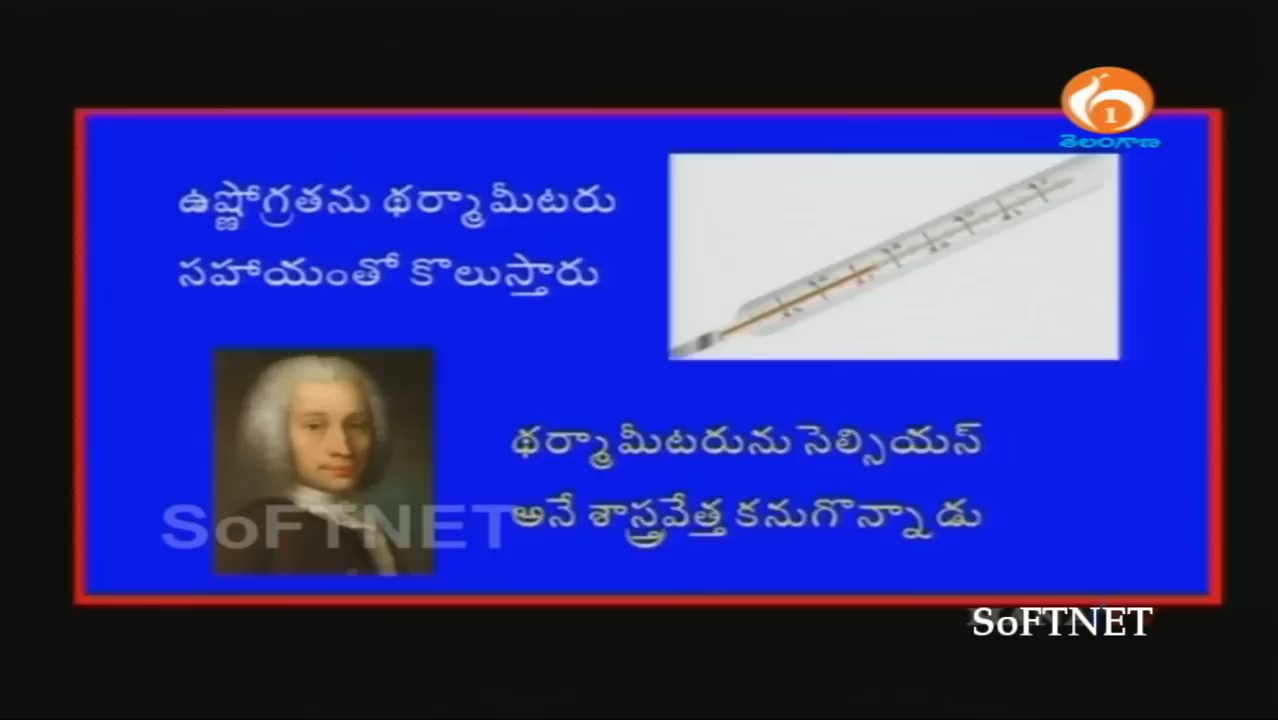 1
తెలంగాణ
ఉష్ణోగ్రతను థర్మామీటరు
సహాయంతో కొలుస్తారు
థర్మామీటరును సెల్సియస్
అనే శాస్త్రవేత్త కనుగొన్నాడు
SoFTNET
SoFTNET